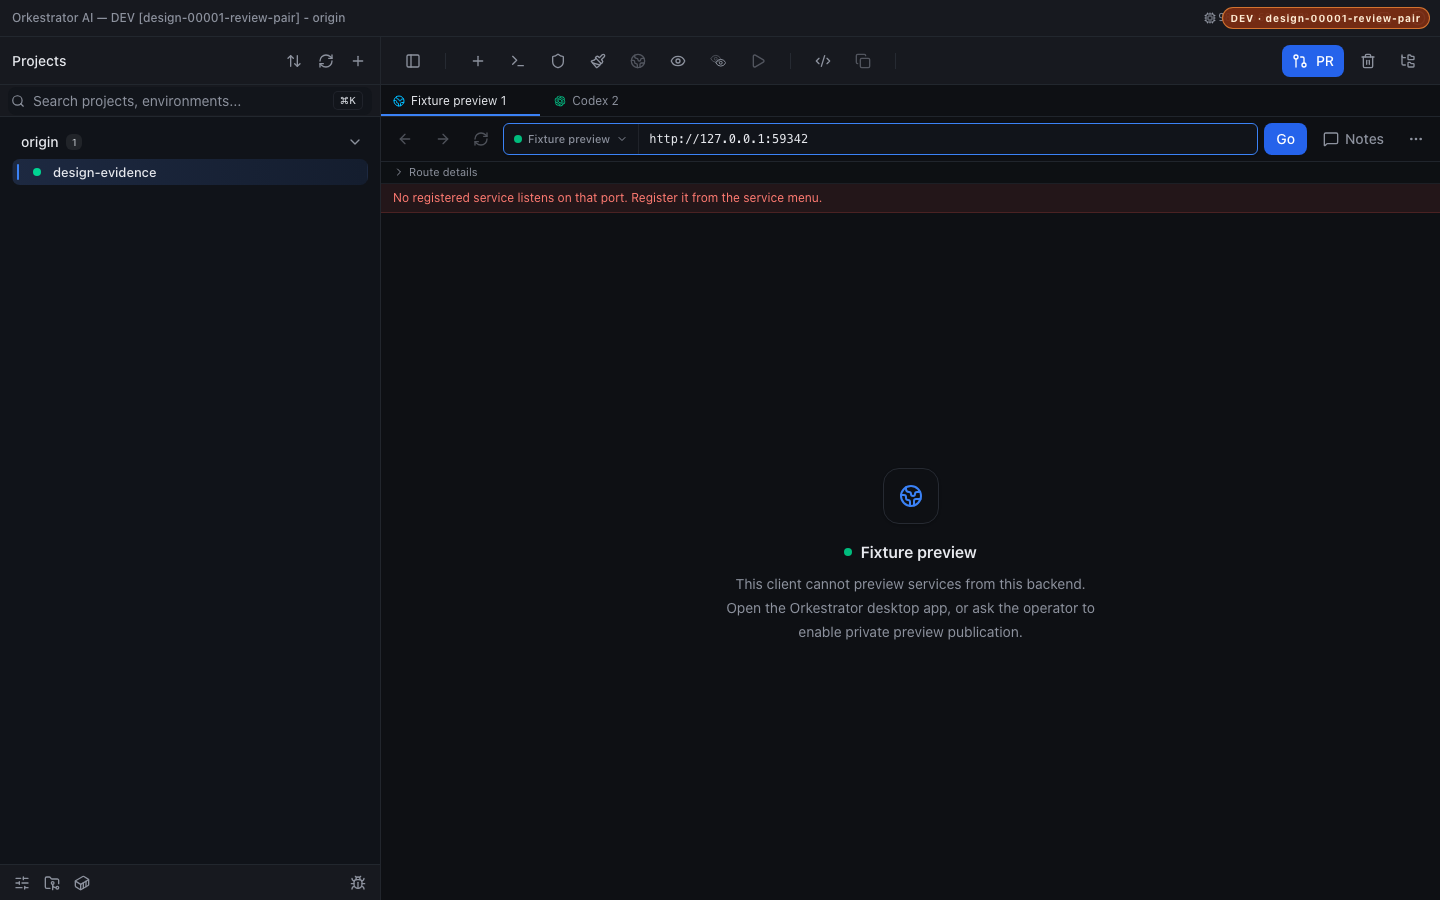 Orkestrator AI — DEV [design-00001-review-pair] - origin
DEV · design-00001-review-pair
Projects
PR
Search projects, environments...
⌘K
Fixture preview 1
Codex 2
origin
1
design-evidence
Fixture preview
http://127.0.0.1:59342
Go
Notes
Route details
No registered service listens on that port. Register it from the service menu.
Fixture preview
This client cannot preview services from this backend.
Open the Orkestrator desktop app, or ask the operator to
enable private preview publication.